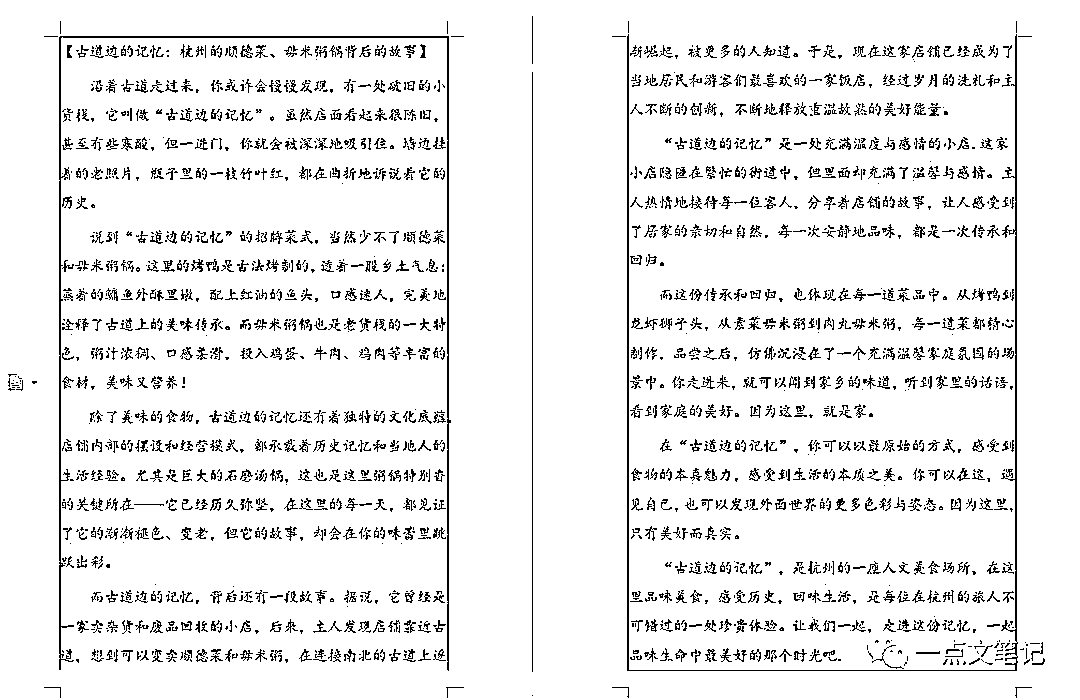 【古道边的记忆：杭州的顺德菜、毋米粥锅背后的故事】
沿着古道走过来，你或许会慢慢发现，有一处破旧的小
货栈，它叫做“古道边的记忆”。虽然店面看起来很陈旧，
甚至有些寒酸，但一进门，你就会被深深地吸引住。墙边挂
着的老照片，瓶子里的一枝竹叶红，都在曲折地诉说着它的
历史。
说到“古道边的记忆”的招牌菜式，当然少不了顺德菜
和毋米粥锅。这里的烤鸭是古法烤制的，透着一股乡土气息；
蒸着的鳙鱼外酥里嫩，配上红油的鱼头，口感迷人，完美地
诠释了古道上的美味传承。而毋米粥锅也是老货栈的一大特
色，粥汁浓稠、口感柔滑，投入鸡蛋、牛肉、鸡肉等丰富的
食材，美味又营养！
除了美味的食物，古道边的记忆还有着独特的文化底蕴。
店铺内部的摆设和经营模式，都承载着历史记忆和当地人的
生活经验。尤其是巨大的石磨汤锅，这也是这里粥锅特别香
的关键所在——它已经历久弥坚，在这里的每一天，都见证
了它的渐渐褪色、变老，但它的故事，却会在你的味蕾里跳
跃出彩。
而古道边的记忆，背后还有一段故事。据说，它曾经是
一家卖杂货和废品回收的小店，后来，主人发现店铺靠近古
道，想到可以变卖顺德菜和毋米粥，在连接南北的古道上逐
渐崛起，被更多的人知道。于是，现在这家店铺已经成为了
当地居民和游客们最喜欢的一家饭店，经过岁月的洗礼和主
人不断的创新，不断地释放重温故熟的美好能量。
“古道边的记忆”是一处充满温度与感情的小店。这家
小店隐匿在繁忙的街道中，但里面却充满了温馨与感情。主
人热情地接待每一位客人，分享着店铺的故事，让人感受到
了居家的亲切和自然，每一次安静地品味，都是一次传承和
回归。
而这份传承和回归，也体现在每一道菜品中。从烤鸭到
龙虾狮子头，从素菜毋米粥到肉丸毋米粥，每一道菜都精心
制作，品尝之后，仿佛沉浸在了一个充满温馨家庭氛围的场
景中。你走进来，就可以闻到家乡的味道，听到家里的话语，
看到家庭的美好。因为这里，就是家。
在“古道边的记忆”，你可以以最原始的方式，感受到
食物的本真魅力，感受到生活的本质之美。你可以在这，遇
见自己，也可以发现外面世界的更多色彩与姿态。因为这里，
只有美好而真实。
“古道边的记忆”，是杭州的一座人文美食场所，在这
里品味美食，感受历史，回味生活，是每位在杭州的旅人不
可错过的一处珍贵体验。让我们一起，走进这份记忆，一起
品味生命中最美好的那个时光吧。
一点文笔记